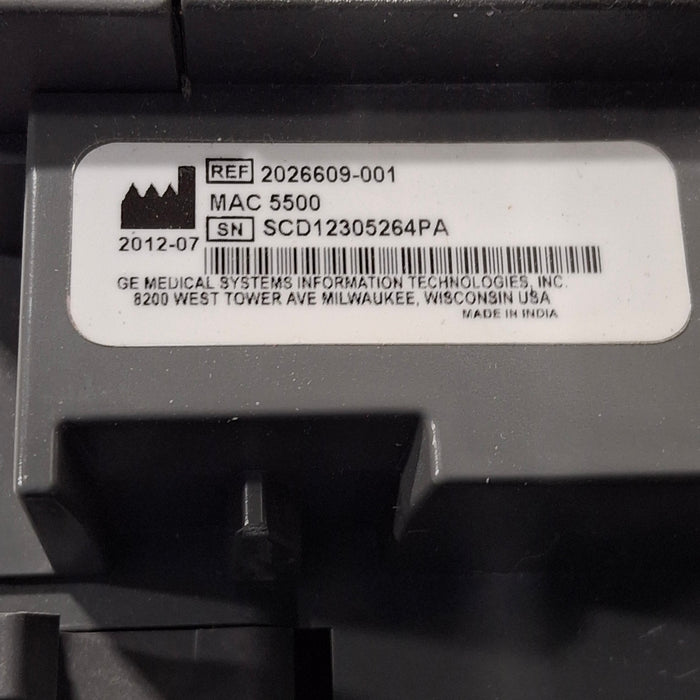 REF 2026609-001
MAC 5500
SN SCD12305264PA
2012-07
GE MEDICAL SYSTEMS INFORMATION TECHNOLOGIES, INC.
8200 WEST TOWER AVE MILWAUKEE, WISCONSIN USA
MADE IN INDIA